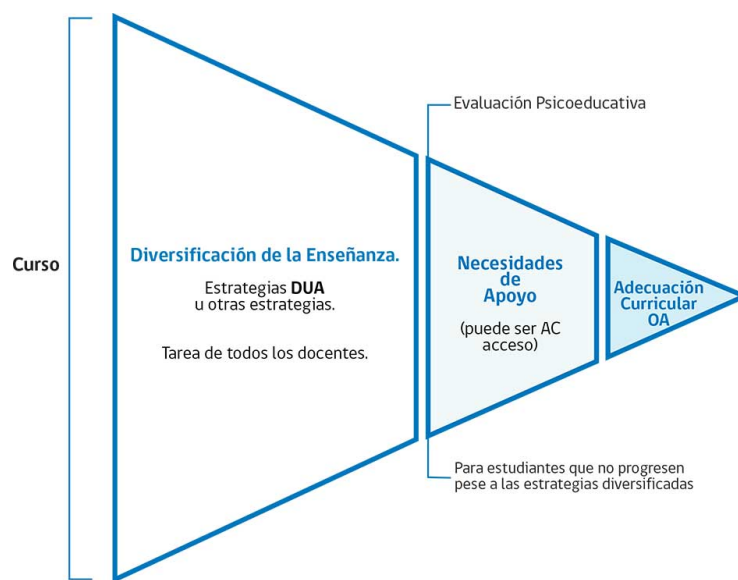 Curso
Diversificación de la Enseñanza.
Estrategias DUA
u otras estrategias.
Tarea de todos los docentes.
Evaluación Psicoeducativa
Necesidades
de
Apoyo
(puede ser AC
acceso)
Para estudiantes que no progresen
pese a las estrategias diversificadas
Adecuación
Curricular
OA